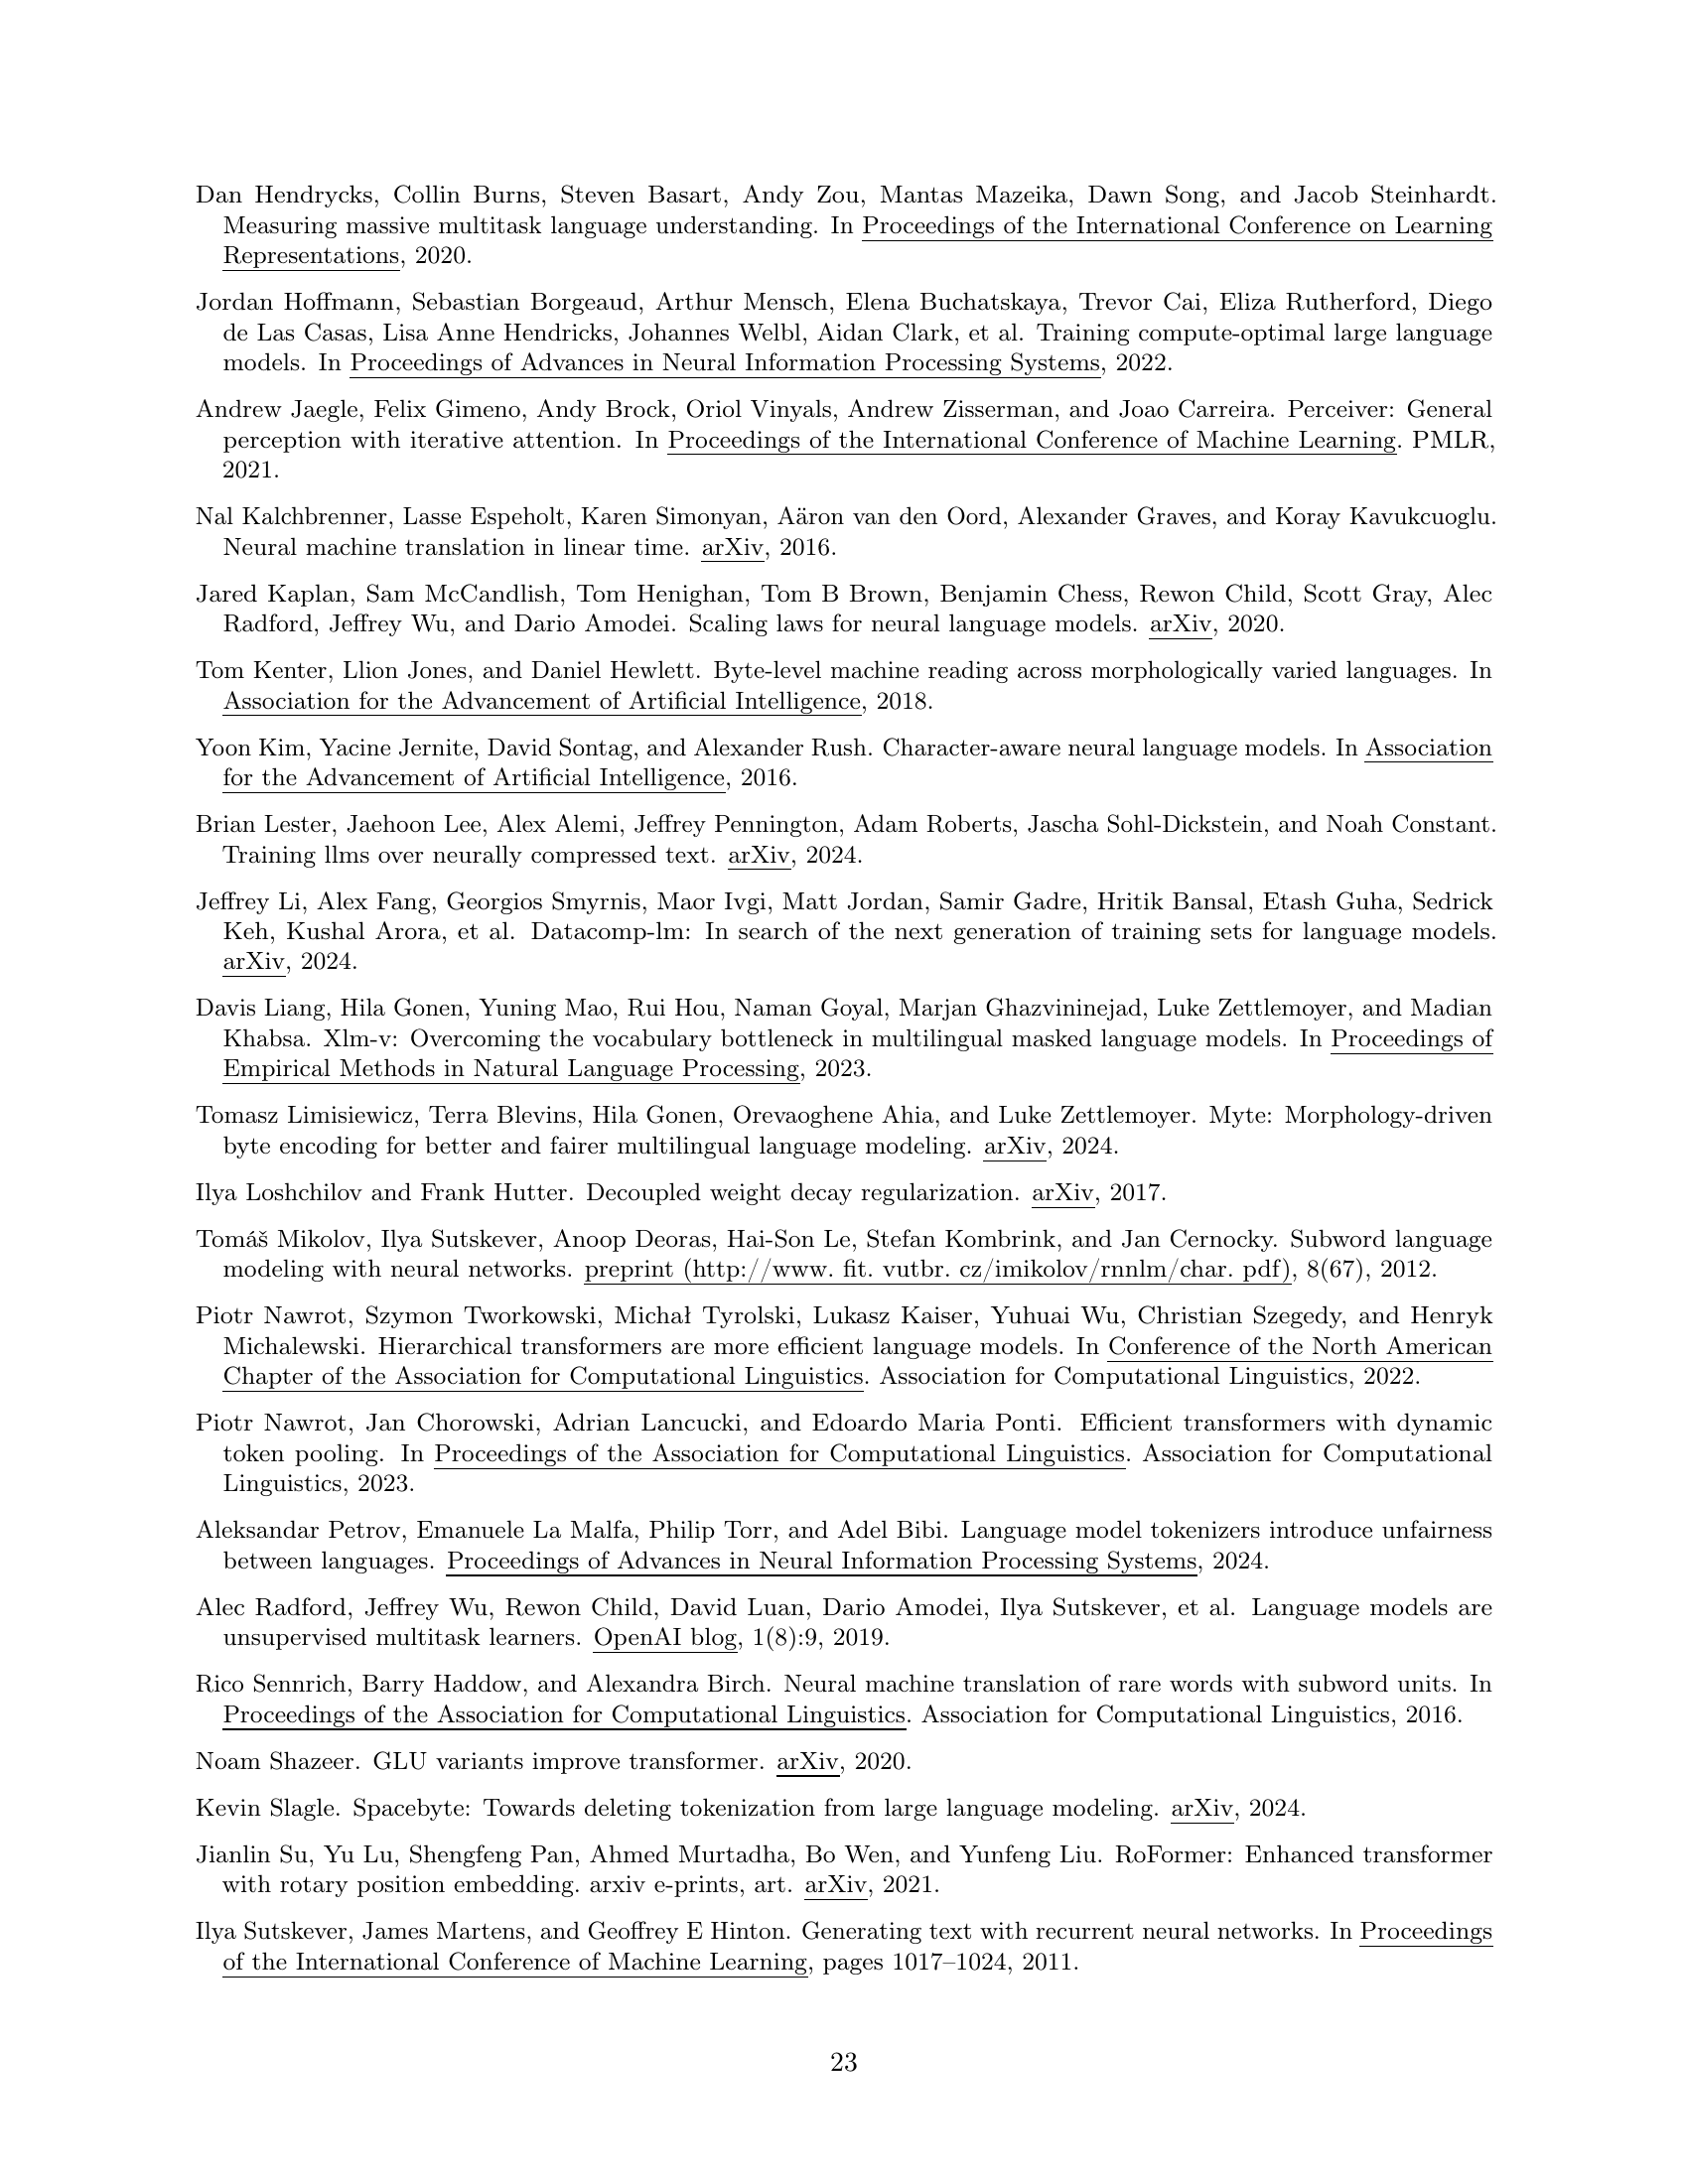 Dan Hendrycks, Collin Burns, Steven Basart, Andy Zou, Mantas Mazeika, Dawn Song, and Jacob Steinhardt.
Measuring massive multitask language understanding. In Proceedings of the International Conference on Learning
Representations, 2020.
Jordan Hoffmann, Sebastian Borgeaud, Arthur Mensch, Elena Buchatskaya, Trevor Cai, Eliza Rutherford, Diego
de Las Casas, Lisa Anne Hendricks, Johannes Welbl, Aidan Clark, et al. Training compute-optimal large language
models. In Proceedings of Advances in Neural Information Processing Systems, 2022.
Andrew Jaegle, Felix Gimeno, Andy Brock, Oriol Vinyals, Andrew Zisserman, and Joao Carreira. Perceiver: General
perception with iterative attention. In Proceedings of the International Conference of Machine Learning. PMLR,
2021.
Nal Kalchbrenner, Lasse Espeholt, Karen Simonyan, Aäron van den Oord, Alexander Graves, and Koray Kavukcuoglu.
Neural machine translation in linear time. arXiv, 2016.
Jared Kaplan, Sam McCandlish, Tom Henighan, Tom B Brown, Benjamin Chess, Rewon Child, Scott Gray, Alec
Radford, Jeffrey Wu, and Dario Amodei. Scaling laws for neural language models. arXiv, 2020.
Tom Kenter, Llion Jones, and Daniel Hewlett. Byte-level machine reading across morphologically varied languages. In
Association for the Advancement of Artificial Intelligence, 2018.
Yoon Kim, Yacine Jernite, David Sontag, and Alexander Rush. Character-aware neural language models. In Association
for the Advancement of Artificial Intelligence, 2016.
Brian Lester, Jaehoon Lee, Alex Alemi, Jeffrey Pennington, Adam Roberts, Jascha Sohl-Dickstein, and Noah Constant.
Training llms over neurally compressed text. arXiv, 2024.
Jeffrey Li, Alex Fang, Georgios Smyrnis, Maor Ivgi, Matt Jordan, Samir Gadre, Hritik Bansal, Etash Guha, Sedrick
Keh, Kushal Arora, et al. Datacomp-lm: In search of the next generation of training sets for language models.
arXiv, 2024.
Davis Liang, Hila Gonen, Yuning Mao, Rui Hou, Naman Goyal, Marjan Ghazvininejad, Luke Zettlemoyer, and Madian
Khabsa. Xlm-v: Overcoming the vocabulary bottleneck in multilingual masked language models. In Proceedings of
Empirical Methods in Natural Language Processing, 2023.
Tomasz Limisiewicz, Terra Blevins, Hila Gonen, Orevaoghene Ahia, and Luke Zettlemoyer. Myte: Morphology-driven
byte encoding for better and fairer multilingual language modeling. arXiv, 2024.
Ilya Loshchilov and Frank Hutter. Decoupled weight decay regularization. arXiv, 2017.
Tomáš Mikolov, Ilya Sutskever, Anoop Deoras, Hai-Son Le, Stefan Kombrink, and Jan Cernocky. Subword language
modeling with neural networks. preprint (http://www. fit. vutbr. cz/imikolov/rnnlm/char. pdf), 8(67), 2012.
Piotr Nawrot, Szymon Tworkowski, Michał Tyrolski, Lukasz Kaiser, Yuhuai Wu, Christian Szegedy, and Henryk
Michalewski. Hierarchical transformers are more efficient language models. In Conference of the North American
Chapter of the Association for Computational Linguistics. Association for Computational Linguistics, 2022.
Piotr Nawrot, Jan Chorowski, Adrian Lancucki, and Edoardo Maria Ponti. Efficient transformers with dynamic
token pooling. In Proceedings of the Association for Computational Linguistics. Association for Computational
Linguistics, 2023.
Aleksandar Petrov, Emanuele La Malfa, Philip Torr, and Adel Bibi. Language model tokenizers introduce unfairness
between languages. Proceedings of Advances in Neural Information Processing Systems, 2024.
Alec Radford, Jeffrey Wu, Rewon Child, David Luan, Dario Amodei, Ilya Sutskever, et al. Language models are
unsupervised multitask learners. OpenAI blog, 1(8):9, 2019.
Rico Sennrich, Barry Haddow, and Alexandra Birch. Neural machine translation of rare words with subword units. In
Proceedings of the Association for Computational Linguistics. Association for Computational Linguistics, 2016.
Noam Shazeer. GLU variants improve transformer. arXiv, 2020.
Kevin Slagle. Spacebyte: Towards deleting tokenization from large language modeling. arXiv, 2024.
Jianlin Su, Yu Lu, Shengfeng Pan, Ahmed Murtadha, Bo Wen, and Yunfeng Liu. RoFormer: Enhanced transformer
with rotary position embedding. arxiv e-prints, art. arXiv, 2021.
Ilya Sutskever, James Martens, and Geoffrey E Hinton. Generating text with recurrent neural networks. In Proceedings
of the International Conference of Machine Learning, pages 1017–1024, 2011.
23